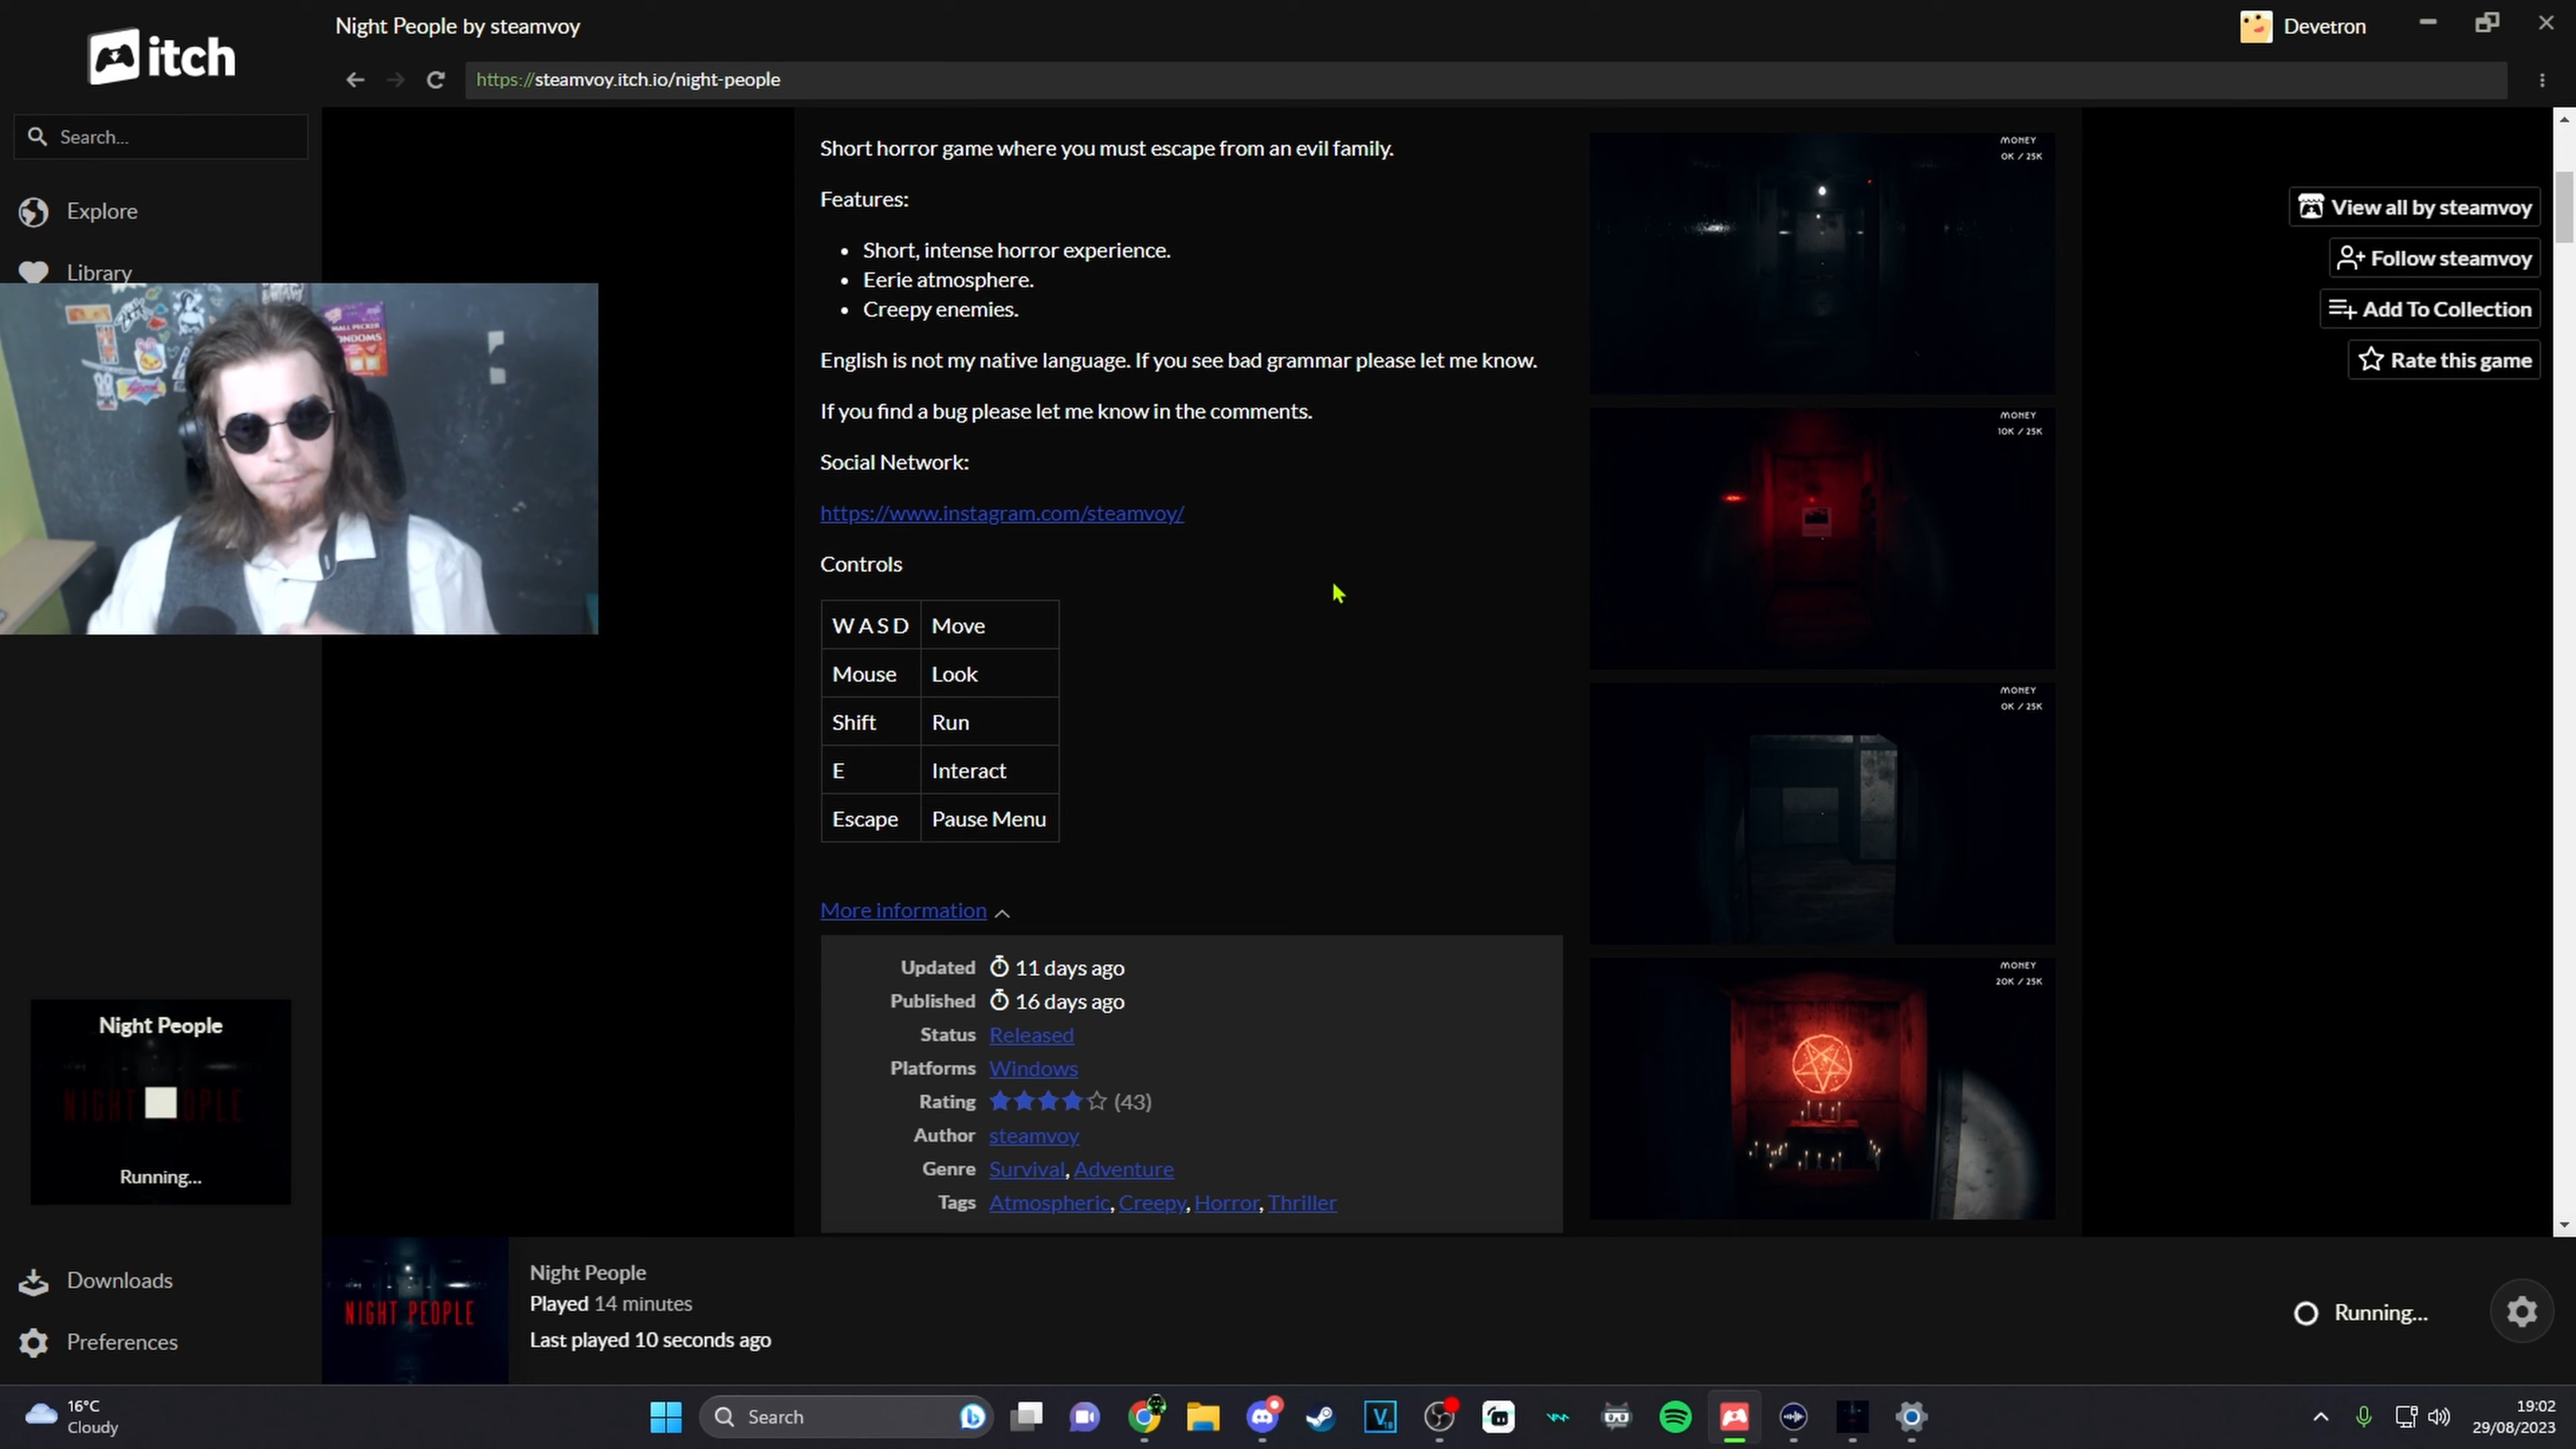 Night People by steamvoy
Devetron
itch
https://steamvoy.itch.io/night-people
Search...
Explore
Library
Short horror game where you must escape from an evil family.
Features:
Short, intense horror experience.
Eerie atmosphere.
Creepy enemies.
English is not my native language. If you see bad grammar please let me know.
If you find a bug please let me know in the comments.
Social Network:
https://www.instagram.com/steamvoy/
Controls
W A S D Move
Mouse Look
Shift Run
E Interact
Escape Pause Menu
More information
Updated 11 days ago
Published 16 days ago
Status Released
Platforms Windows
Rating (43)
Author steamvoy
Genre Survival, Adventure
Tags Atmospheric, Creepy, Horror, Thriller
MONEY
0K / 25K
MONEY
10K / 25K
MONEY
0K / 25K
MONEY
20K / 25K
View all by steamvoy
Follow steamvoy
Add To Collection
Rate this game
Night People
Running...
Downloads
Preferences
NIGHT PEOPLE
Night People
Played 14 minutes
Last played 10 seconds ago
Running...
16°C
Cloudy
Search
19:02
29/08/2023